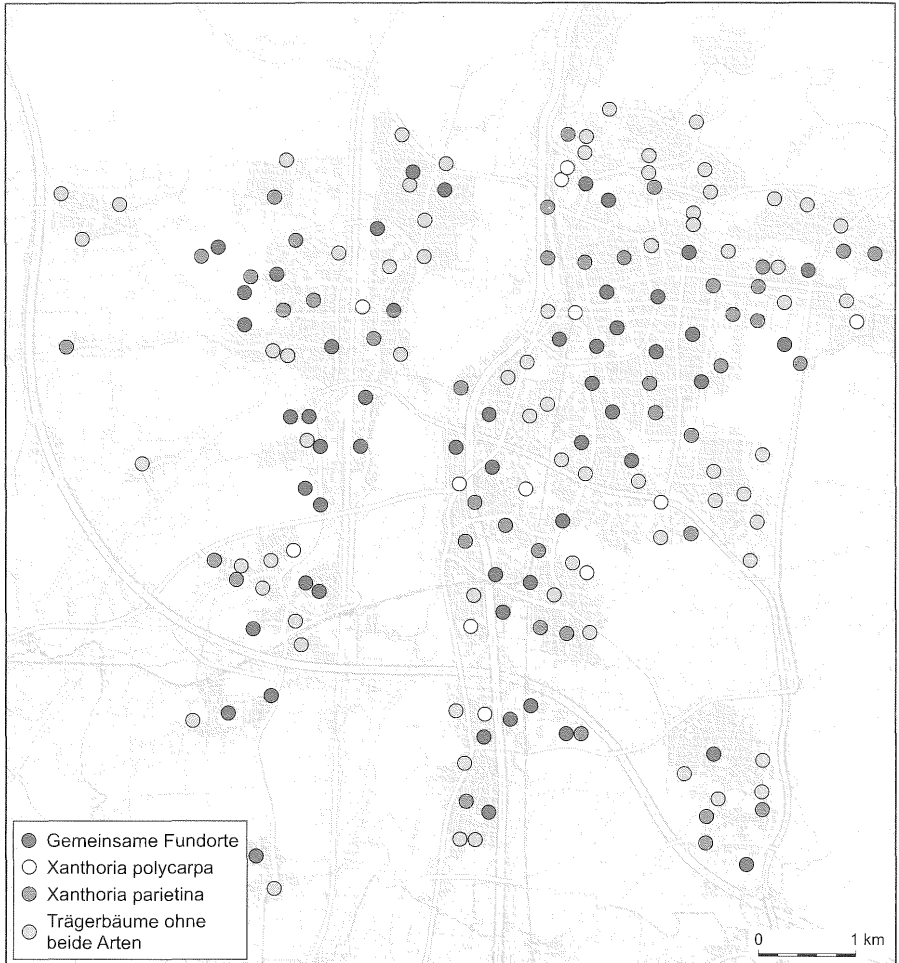 Gemeinsame Fundorte
Xanthoria polycarpa
Xanthoria parietina
Trägerbäume ohne
beide Arten
0 1 km